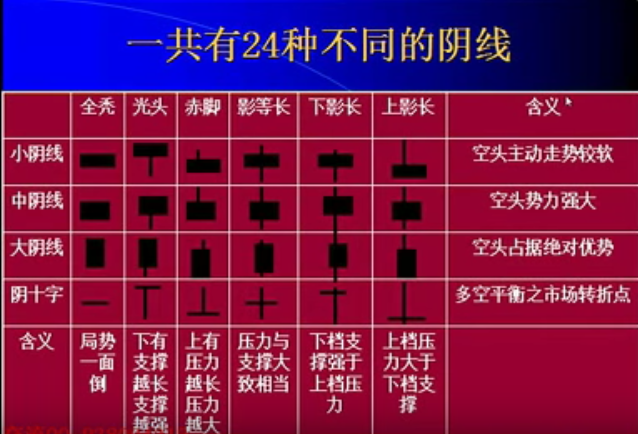 一共有24种不同的阴线
全秃 光头 赤脚 影等长 下影长 上影长 含义
小阴线 空头主动走势较软
中阴线 空头势力强大
大阴线 空头占据绝对优势
阴十字 多空平衡之市场转折点
含义 局势一面倒 下有支撑越长支撑越强 上有压力越长压力越大 压力与支撑大致相当 下档支撑强于上档压力 上档压力大于下档支撑